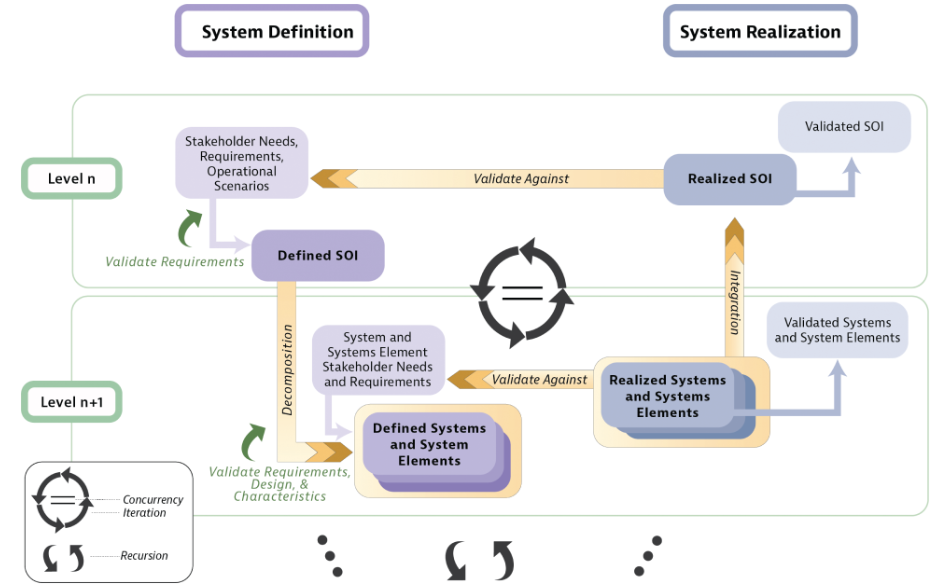 System Definition
System Realization
Level n
Stakeholder Needs,
Requirements,
Operational
Scenarios
Validate Against
Realized SOI
Validated SOI
Validate Requirements
Defined SOI
Integration
Level n+1
Decomposition
System and
Systems Element
Stakeholder Needs
and Requirements
Validate Against
Realized Systems
and Systems
Elements
Validated Systems
and System Elements
Defined Systems
and System
Elements
Validate Requirements,
Design, &
Characteristics
Concurrency
Iteration
Recursion